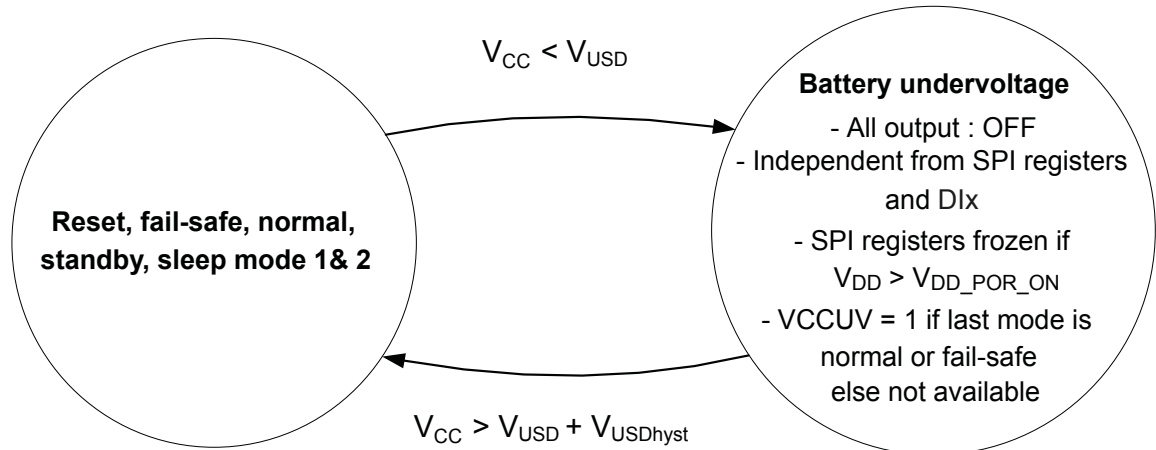 V_CC < V_USD
Reset, fail-safe, normal,
standby, sleep mode 1& 2
Battery undervoltage
- All output : OFF
- Independent from SPI registers
and DIx
- SPI registers frozen if
V_DD > V_DD_POR_ON
- VCCUV = 1 if last mode is
normal or fail-safe
else not available
V_CC > V_USD + V_USDhyst